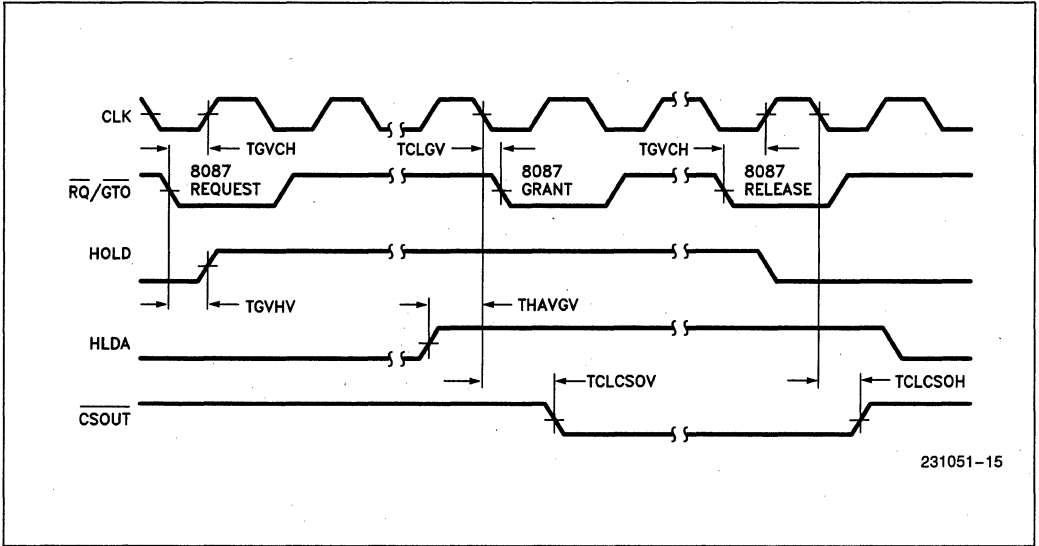 CLK
TGVCH
TCLGV
TGVCH
RQ/GTO
8087
REQUEST
8087
GRANT
8087
RELEASE
HOLD
TGVHV
THAVGV
HLDA
TCLCSOV
TCLCSOH
CSOUT
231051-15